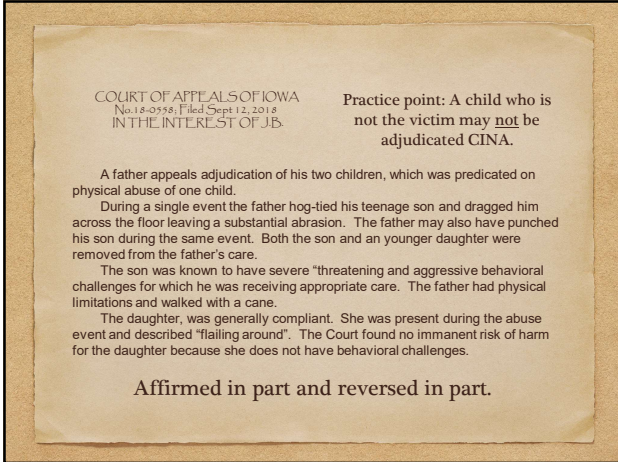 COURT OF APPEALS OF IOWA
No.18-0558; Filed Sept 12, 2018
IN THE INTEREST OF J.B.
Practice point: A child who is
not the victim may not be
adjudicated CINA.
A father appeals adjudication of his two children, which was predicated on
physical abuse of one child.
During a single event the father hog-tied his teenage son and dragged him
across the floor leaving a substantial abrasion. The father may also have punched
his son during the same event. Both the son and an younger daughter were
removed from the father's care.
The son was known to have severe “threatening and aggressive behavioral
challenges for which he was receiving appropriate care. The father had physical
limitations and walked with a cane.
The daughter, was generally compliant. She was present during the abuse
event and described “flailing around”. The Court found no immanent risk of harm
for the daughter because she does not have behavioral challenges.
Affirmed in part and reversed in part.